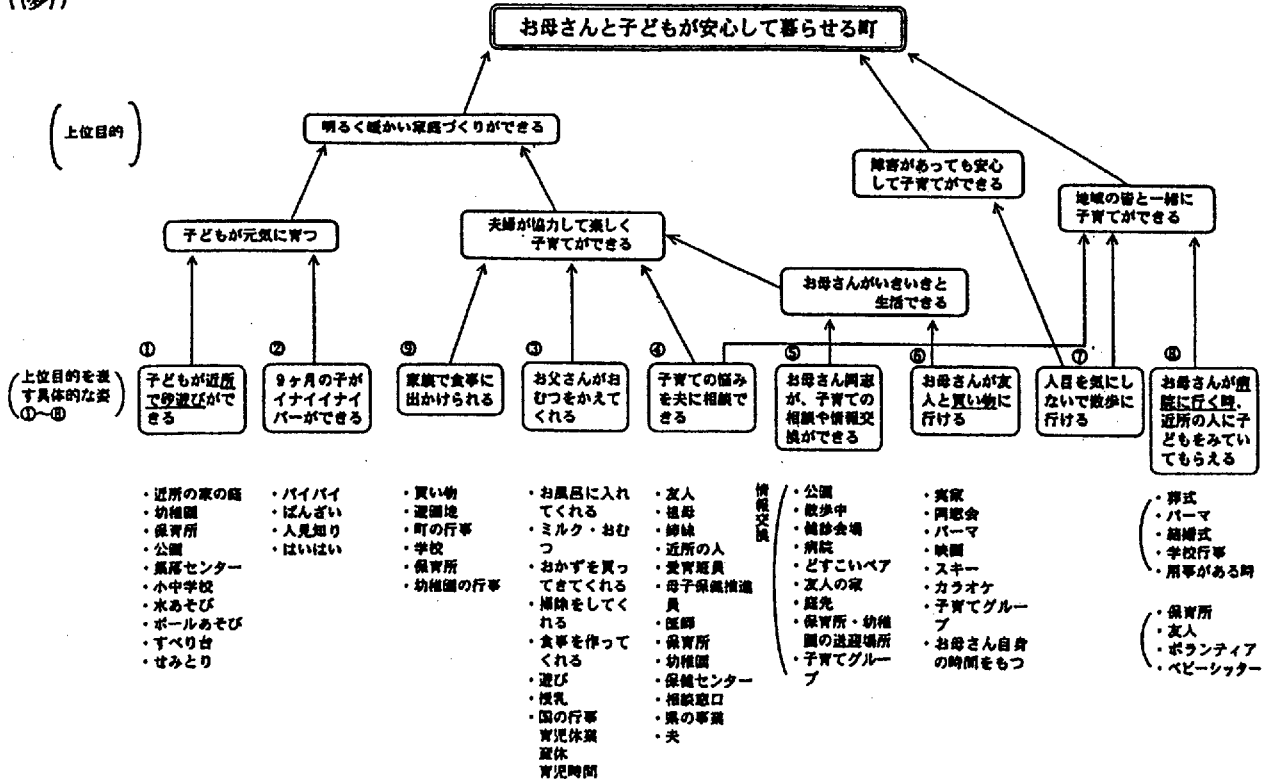 (夢)
お母さんと子どもが安心して暮らせる町
上位目的
明るく暖かい家庭づくりができる
障害があっても安心
して子育てができる
地域の皆と一緒に
子育てができる
子どもが元気に育つ
夫婦が協力して楽しく
子育てができる
お母さんがいきいきと
生活できる
上位目的を表
す具体的な姿
①~⑧
①
子どもが近所
で砂遊びがで
きる
②
9ヶ月の子が
イナイイナイ
バーができる
⑨
家族で食事に
出かけられる
③
お父さんがお
むつをかえて
くれる
④
子育ての悩み
を夫に相談で
きる
⑤
お母さん同志
が、子育ての
相談や情報交
換ができる
⑥
お母さんが友
人と買い物に
行ける
⑦
人目を気にし
ないで散歩に
行ける
⑧
お母さんが病
院に行く時、
近所の人に子
どもをみてい
てもらえる
・近所の家の庭
・幼稚園
・保育所
・公園
・集落センター
・小中学校
・水あそび
・ボールあそび
・すべり台
・せみとり
・バイバイ
・ばんざい
・人見知り
・はいはい
・買い物
・遊園地
・町の行事
・学校
・保育所
・幼稚園の行事
・お風呂に入れ
てくれる
・ミルク・おむ
つ
・おかずを買っ
てきてくれる
・掃除をしてく
れる
・食事を作って
くれる
・遊び
・授乳
・国の行事
育児休業
産休
育児時間
・友人
・祖母
・姉妹
・近所の人
・愛育班員
・母子保健推進
員
・医師
・保育所
・幼稚園
・保健センター
・相談窓口
・県の事業
・夫
情報交換
・公園
・散歩中
・健診会場
・病院
・どすこいペア
・友人の家
・庭先
・保育所・幼稚
園の送迎場所
・子育てグルー
プ
・実家
・同窓会
・パーマ
・映画
・スキー
・カラオケ
・子育てグルー
プ
・お母さん自身
の時間をもつ
・葬式
・パーマ
・結婚式
・学校行事
・用事がある時
・保育所
・友人
・ボランティア
・ベビーシッター